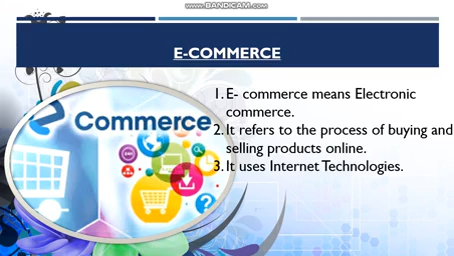 www.BANDICAM.com
E-COMMERCE
1. E- commerce means Electronic
commerce.
2. It refers to the process of buying and
selling products online.
3. It uses Internet Technologies.
e Commerce